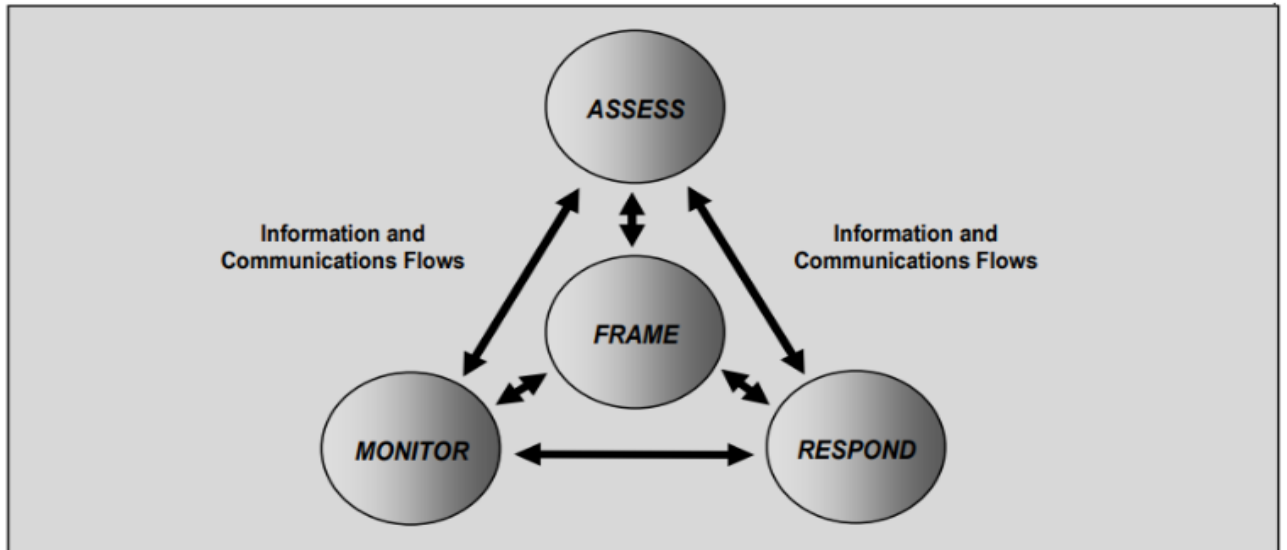 ASSESS
Information and
Communications Flows
Information and
Communications Flows
FRAME
MONITOR
RESPOND